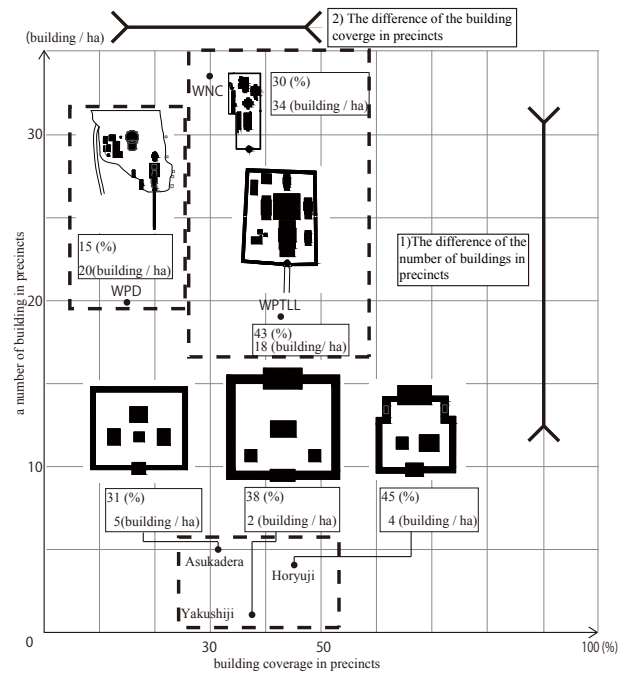 (building / ha)
2) The difference of the building
coverge in precincts
WNC
30 (%)
34 (building / ha)
30
15 (%)
20(building / ha)
WPD
1)The difference of the
number of buildings in
precincts
20
WPTLL
43 (%)
18 (building/ ha)
a number of building in precincts
10
31 (%)
5(building / ha)
38 (%)
2 (building / ha)
45 (%)
4 (building / ha)
Asukadera
Horyuji
Yakushiji
0
30
50
100 (%)
building coverage in precincts